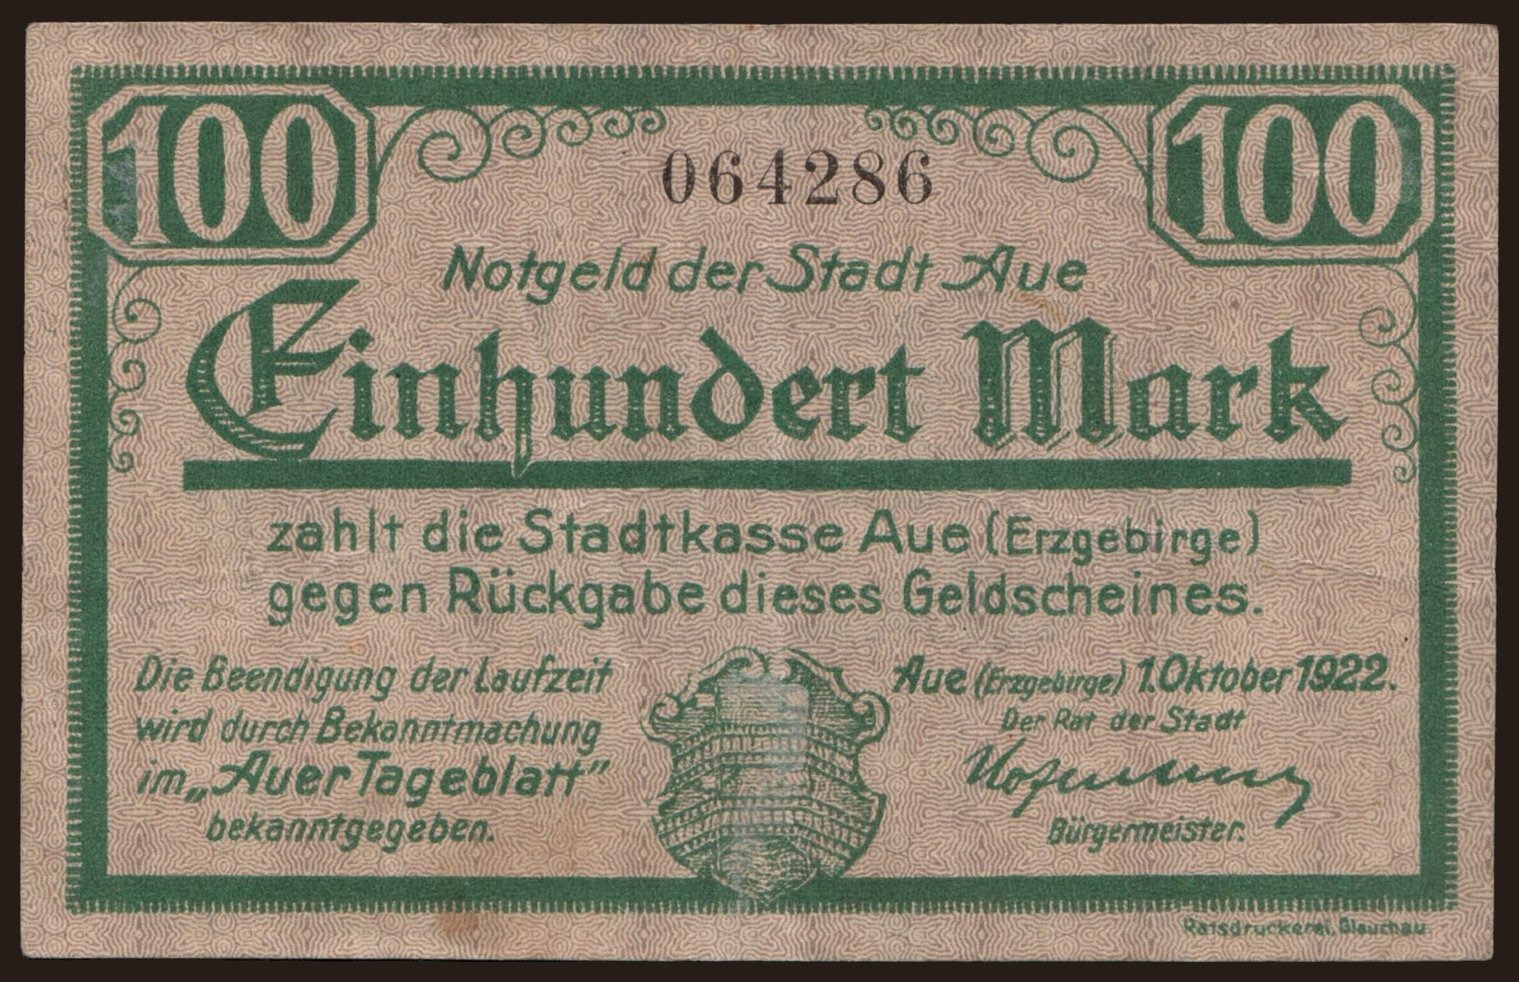 100 100
064286
Notgeld der Stadt Aue
Einhundert Mark
zahlt die Stadtkasse Aue (Erzgebirge)
gegen Rückgabe dieses Geldscheines.
Die Beendigung der Laufzeit
wird durch Bekanntmachung
im „Auer Tageblatt"
bekanntgegeben.
Aue (Erzgebirge) 1. Oktober 1922.
Der Rat der Stadt
Bürgermeister.
Ratsdruckerei, Glauchau.